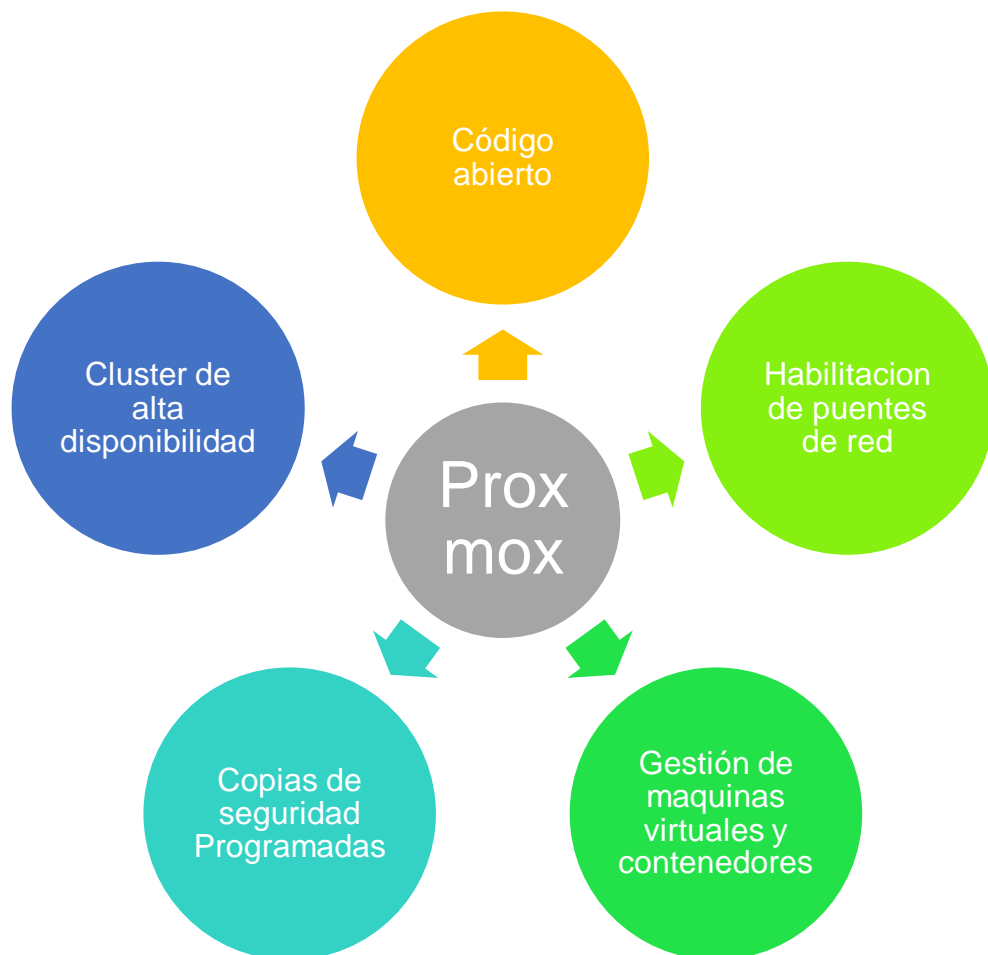 Código
abierto
Habilitacion
de puentes
de red
Gestión de
maquinas
virtuales y
contenedores
Copias de
seguridad
Programadas
Cluster de
alta
disponibilidad
Prox
mox